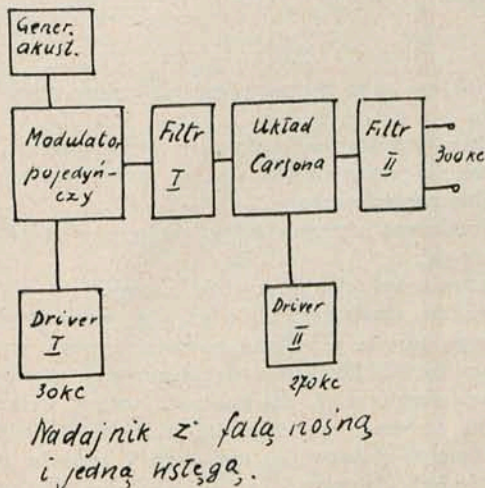 Gener.
akust.
Modulator
pojedyń-
czy
Filtr
I
Układ
Carsona
Filtr
II
300kc
Driver
I
30kc
Driver
II
270kc
Nadajnik z falą nośną
i jedną wstęgą.